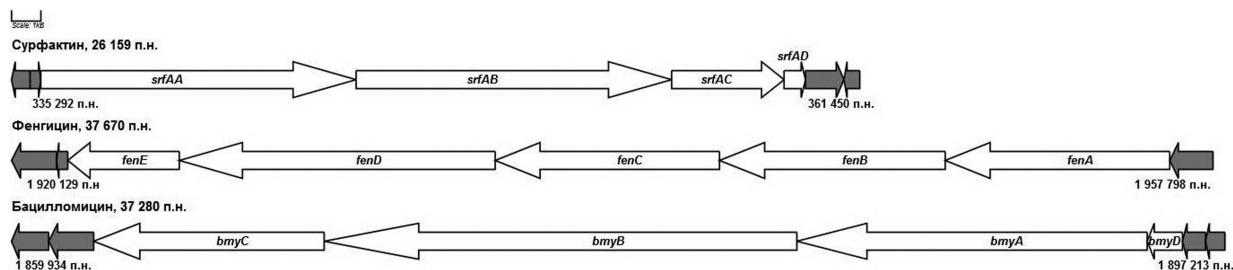 Scale: 1kB
Сурфактин, 26 159 п.н.
srfAA srfAB srfAC srfAD
335 292 п.н. 361 450 п.н.
Фенгицин, 37 670 п.н.
fenE fenD fenC fenB fenA
1 920 129 п.н 1 957 798 п.н.
Бацилломицин, 37 280 п.н.
bmyC bmyB bmyA bmyD
1 859 934 п.н. 1 897 213 п.н.